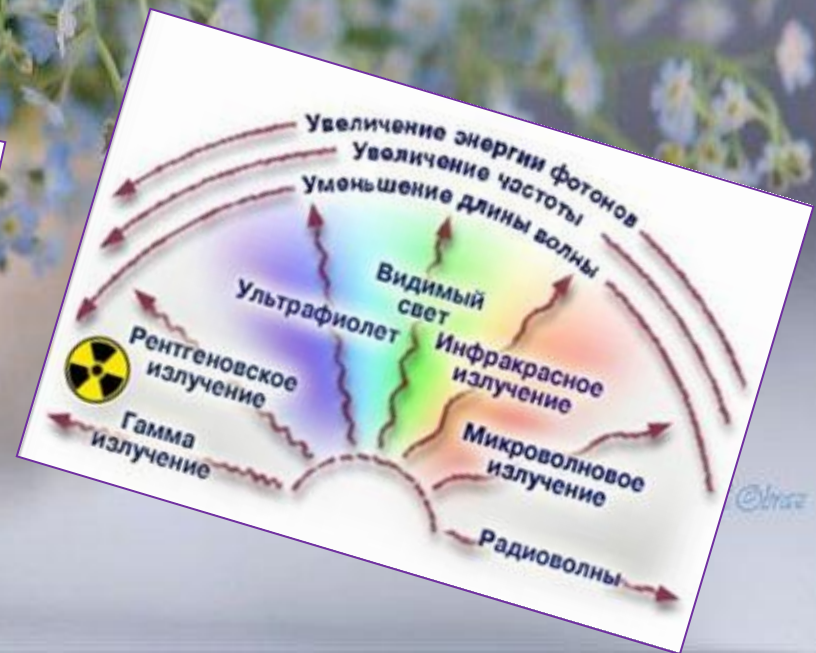 Увеличение энергии фотонов
Увеличение частоты
Уменьшение длины волны
Видимый
свет
Ультрафиолет
Инфракрасное
излучение
Рентгеновское
излучение
Микроволновое
излучение
Гамма
излучение
Радиоволны